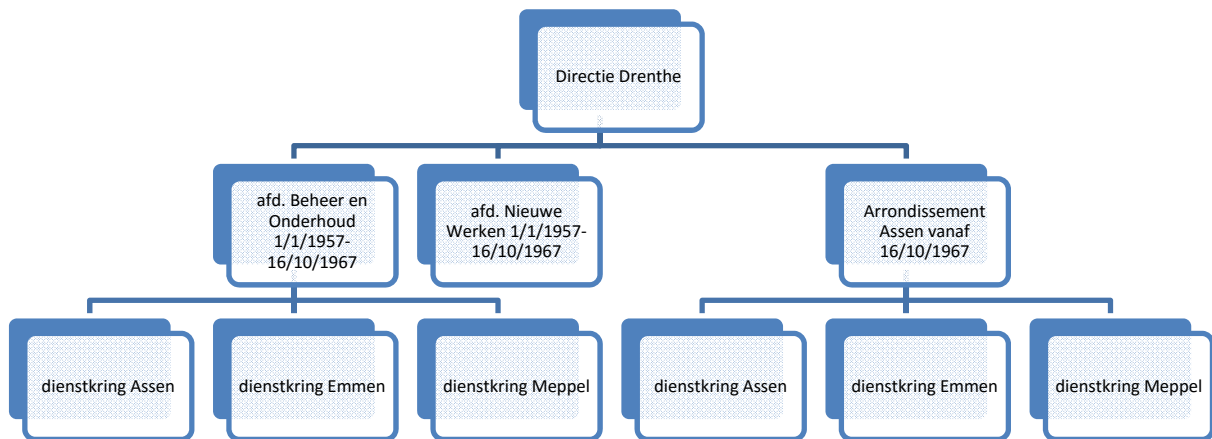 Directie Drenthe
afd. Beheer en
Onderhoud
1/1/1957-
16/10/1967
afd. Nieuwe
Werken 1/1/1957-
16/10/1967
Arrondissement
Assen vanaf
16/10/1967
dienstkring Assen
dienstkring Emmen
dienstkring Meppel
dienstkring Assen
dienstkring Emmen
dienstkring Meppel